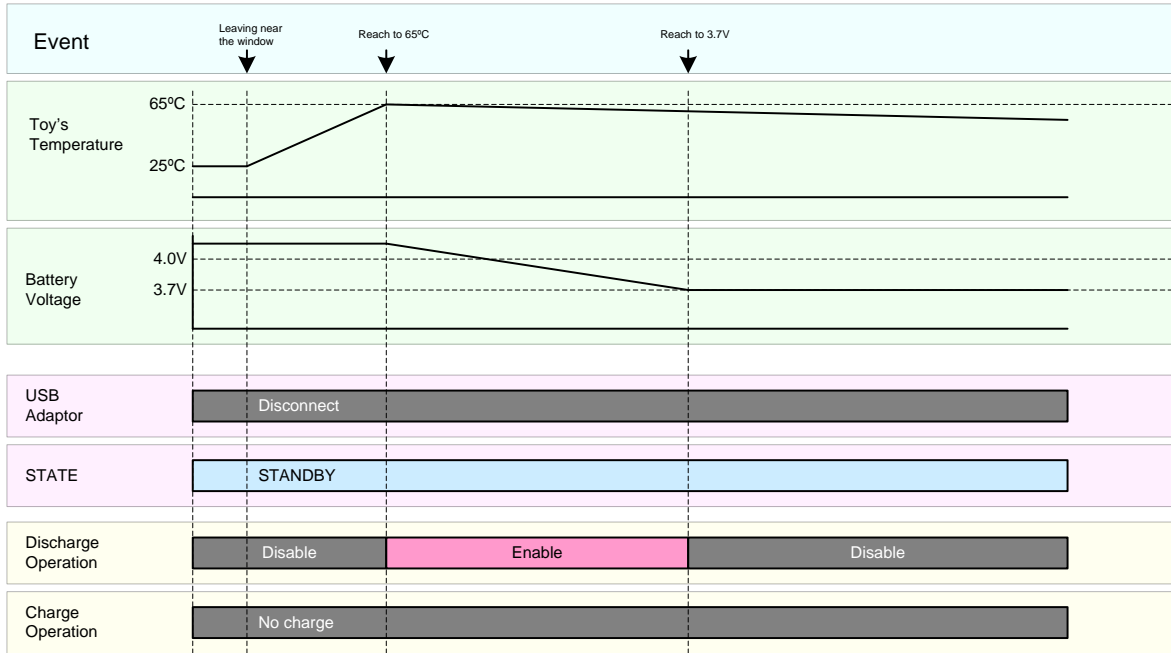 Event
Leaving near
the window
Reach to 65ºC
Reach to 3.7V
Toy’s
Temperature
65ºC
25ºC
Battery
Voltage
4.0V
3.7V
USB
Adaptor
Disconnect
STATE
STANDBY
Discharge
Operation
Disable
Enable
Disable
Charge
Operation
No charge